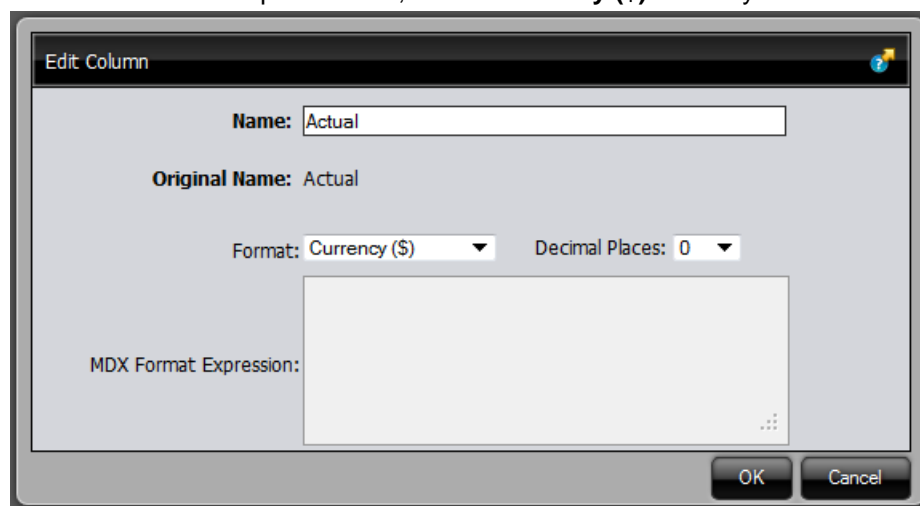 Edit Column
Name: Actual
Original Name: Actual
Format: Currency ($) Decimal Places: 0
MDX Format Expression:
OK Cancel